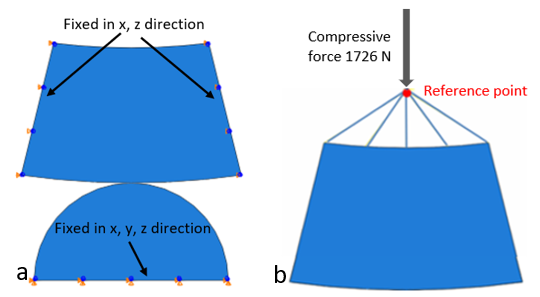 Fixed in x, z direction
Fixed in x, y, z direction
a
Compressive
force 1726 N
Reference point
b